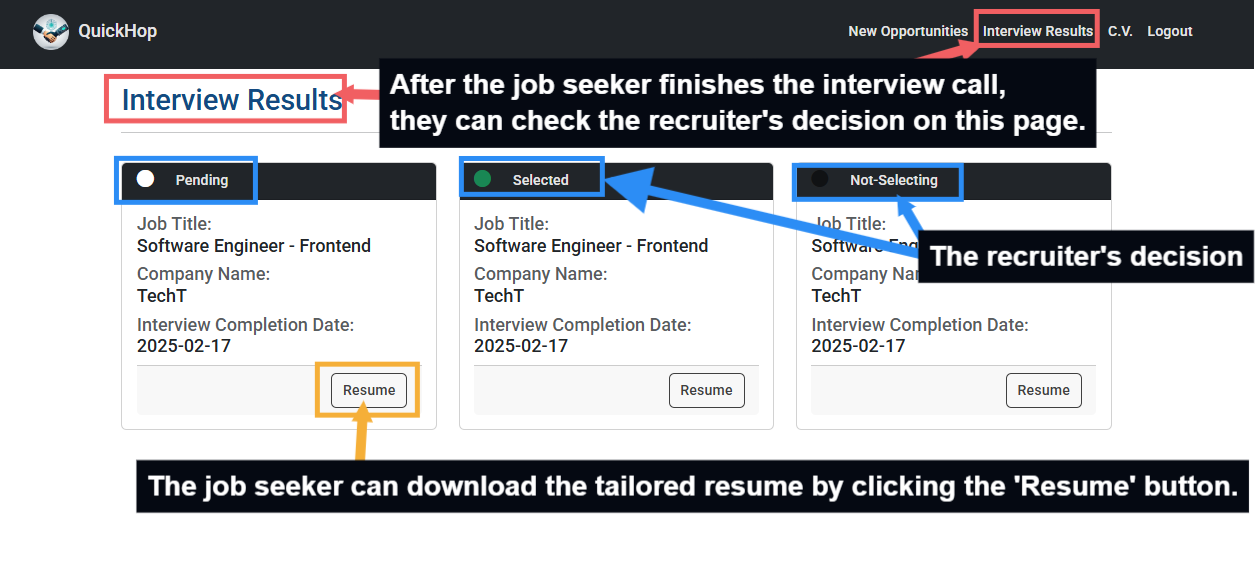 QuickHop
New Opportunities Interview Results C.V. Logout
Interview Results
After the job seeker finishes the interview call,
they can check the recruiter's decision on this page.
Pending
Job Title:
Software Engineer - Frontend
Company Name:
TechT
Interview Completion Date:
2025-02-17
Resume
Selected
Job Title:
Software Engineer - Frontend
Company Name:
TechT
Interview Completion Date:
2025-02-17
Resume
Not-Selecting
Job Title:
Software
Company
TechT
Interview Completion Date:
2025-02-17
Resume
The recruiter's decision
The job seeker can download the tailored resume by clicking the 'Resume' button.